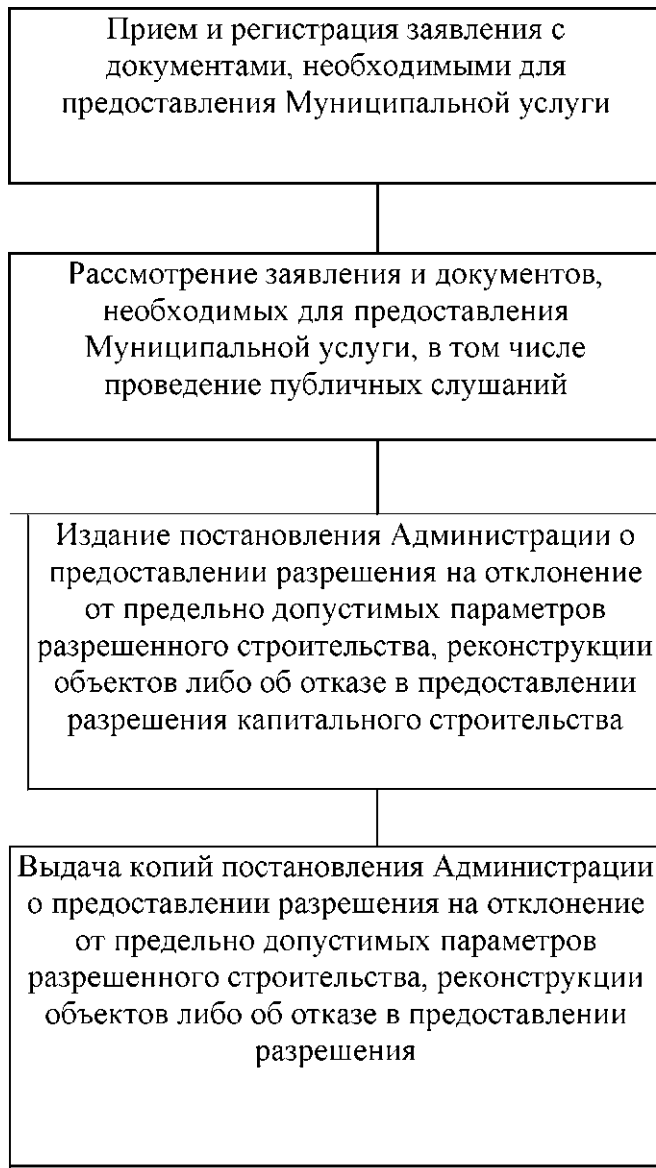 Прием и регистрация заявления с
документами, необходимыми для
предоставления Муниципальной услуги
Рассмотрение заявления и документов,
необходимых для предоставления
Муниципальной услуги, в том числе
проведение публичных слушаний
Издание постановления Администрации о
предоставлении разрешения на отклонение
от предельно допустимых параметров
разрешенного строительства, реконструкции
объектов либо об отказе в предоставлении
разрешения капитального строительства
Выдача копий постановления Администрации
о предоставлении разрешения на отклонение
от предельно допустимых параметров
разрешенного строительства, реконструкции
объектов либо об отказе в предоставлении
разрешения